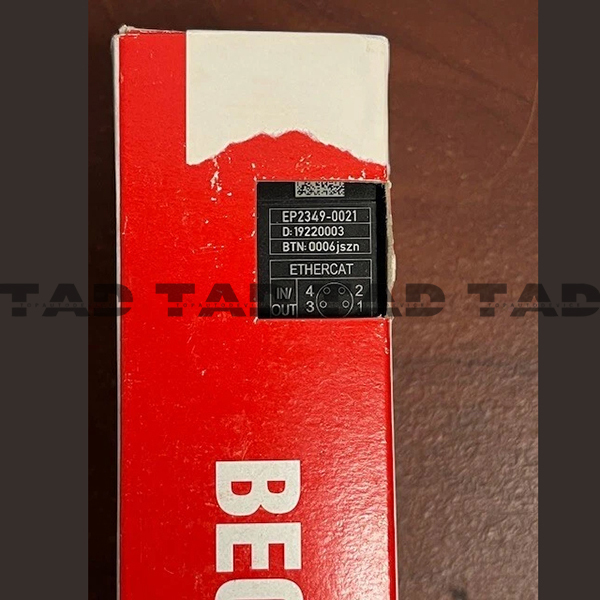 EP2349-0021
D:19220003
BTN: 0006jszn
ETHERCAT
IN/ 4 2
OUT 3 1
TAD TAD TAD TAD
BEC